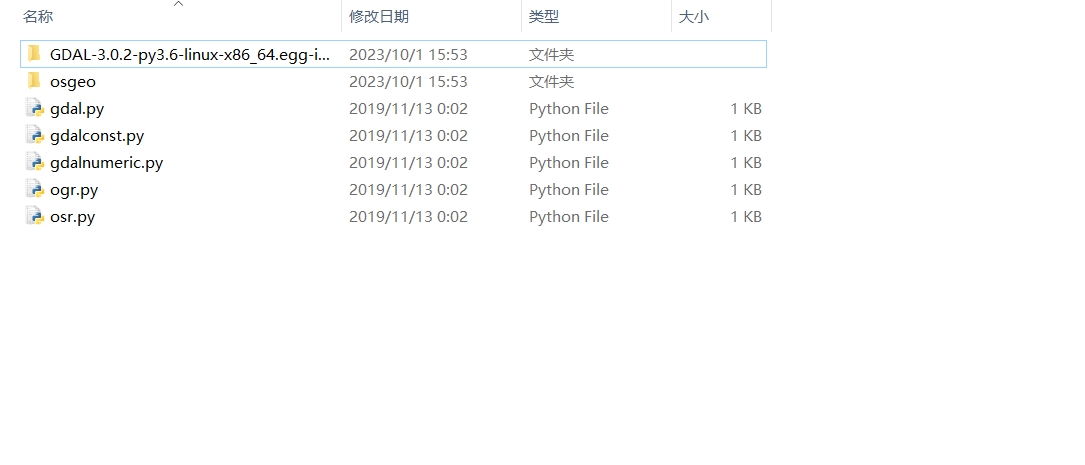 名称 修改日期 类型 大小
GDAL-3.0.2-py3.6-linux-x86_64.egg-i... 2023/10/1 15:53 文件夹
osgeo 2023/10/1 15:53 文件夹
gdal.py 2019/11/13 0:02 Python File 1 KB
gdalconst.py 2019/11/13 0:02 Python File 1 KB
gdalnumeric.py 2019/11/13 0:02 Python File 1 KB
ogr.py 2019/11/13 0:02 Python File 1 KB
osr.py 2019/11/13 0:02 Python File 1 KB